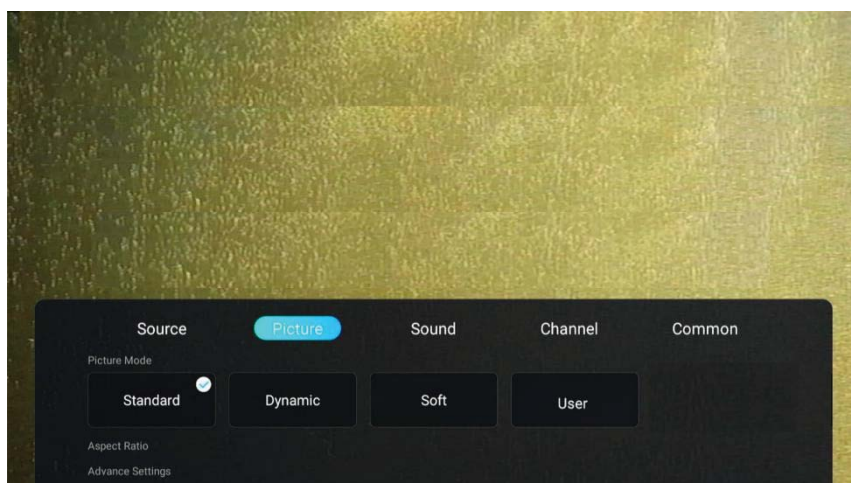 Source Picture Sound Channel Common
Picture Mode
Standard Dynamic Soft User
Aspect Ratio
Advance Settings